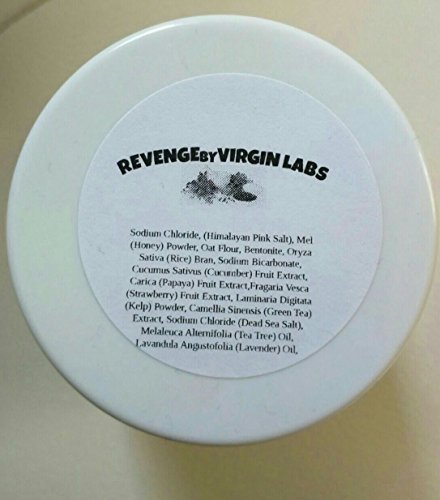 REVENGEBYVIRGIN LABS
Sodium Chloride, (Himalayan Pink Salt), Mel
(Honey) Powder, Oat Flour, Bentonite, Oryza
Sativa (Rice) Bran, Sodium Bicarbonate,
Cucumus Sativus (Cucumber) Fruit Extract,
Carica (Papaya) Fruit Extract,Fragaria Vesca
(Strawberry) Fruit Extract, Laminaria Digitata
(Kelp) Powder, Camellia Sinensis (Green Tea)
Extract, Sodium Chloride (Dead Sea Salt),
Melaleuca Alternifolia (Tea Tree) Oil,
Lavandula Angustofolia (Lavender) Oil,